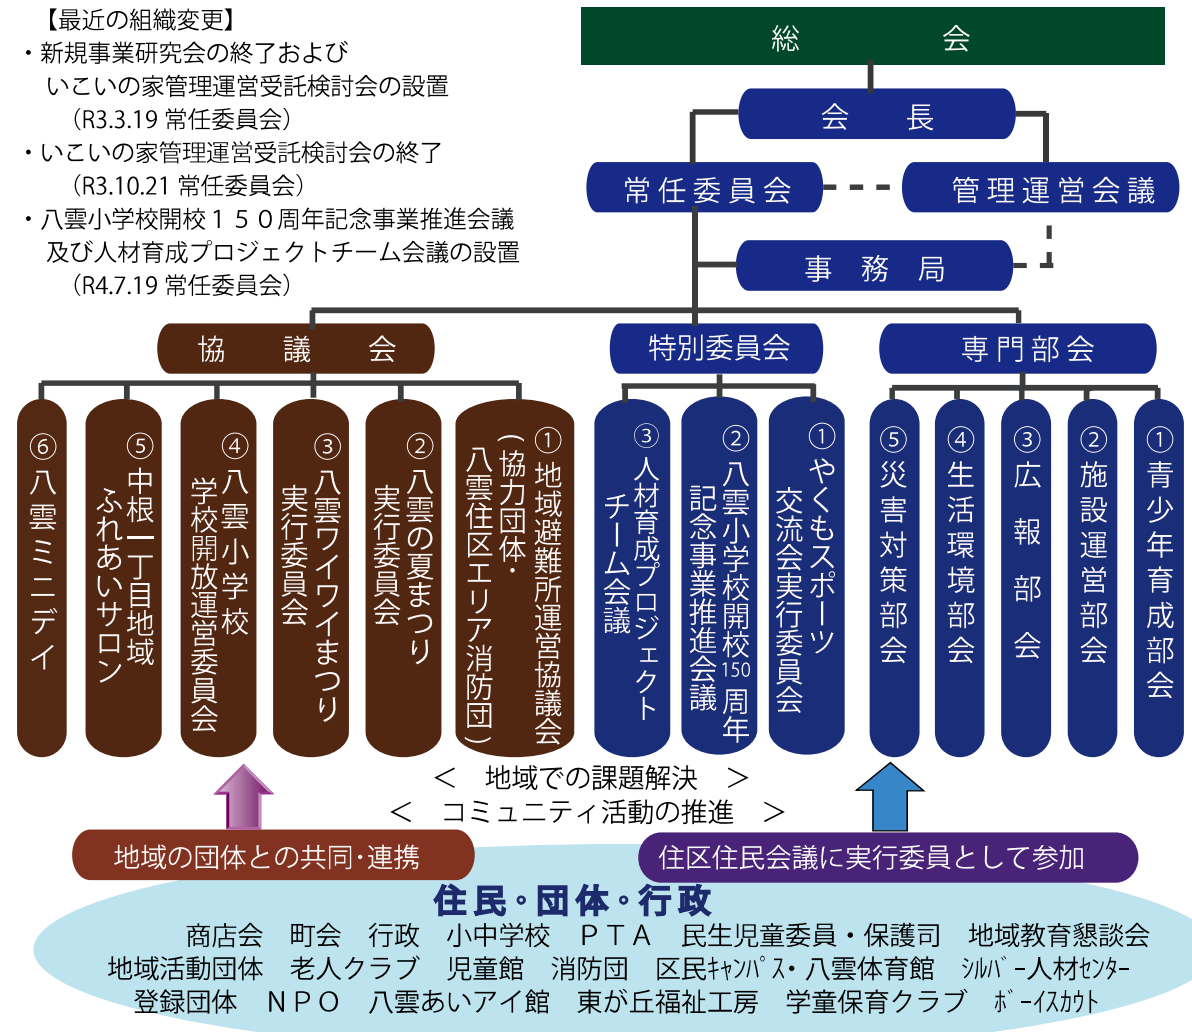 【最近の組織変更】
・新規事業研究会の終了および
いこいの家管理運営受託検討会の設置
（R3.3.19 常任委員会）
・いこいの家管理運営受託検討会の終了
（R3.10.21 常任委員会）
・八雲小学校開校１５０周年記念事業推進会議
及び人材育成プロジェクトチーム会議の設置
（R4.7.19 常任委員会）
総　会
会　長
常任委員会
管理運営会議
事務局
協議会
特別委員会
専門部会
①地域避難所運営協議会
(協力団体・
八雲住区エリア消防団)
②八雲の夏まつり
実行委員会
③八雲ワイワイまつり
実行委員会
④八雲小学校
学校開放運営委員会
⑤中根一丁目地域
ふれあいサロン
⑥八雲ミニデイ
①やくもスポーツ
交流会実行委員会
②八雲小学校開校150周年
記念事業推進会議
③人材育成プロジェクト
チーム会議
①青少年育成部会
②施設運営部会
③広報部会
④生活環境部会
⑤災害対策部会
＜　地域での課題解決　＞
＜　コミュニティ活動の推進　＞
地域の団体との共同･連携
住区住民会議に実行委員として参加
住民。団体。行政
商店会　町会　行政　小中学校　ＰＴＡ　民生児童委員・保護司　地域教育懇談会
地域活動団体　老人クラブ　児童館　消防団　区民ｷｬﾝﾊﾟｽ・八雲体育館　ｼﾙﾊﾞｰ人材ｾﾝﾀｰ
登録団体　ＮＰＯ　八雲あいアイ館　東が丘福祉工房　学童保育クラブ　ﾎﾞｰｲｽｶｳﾄ